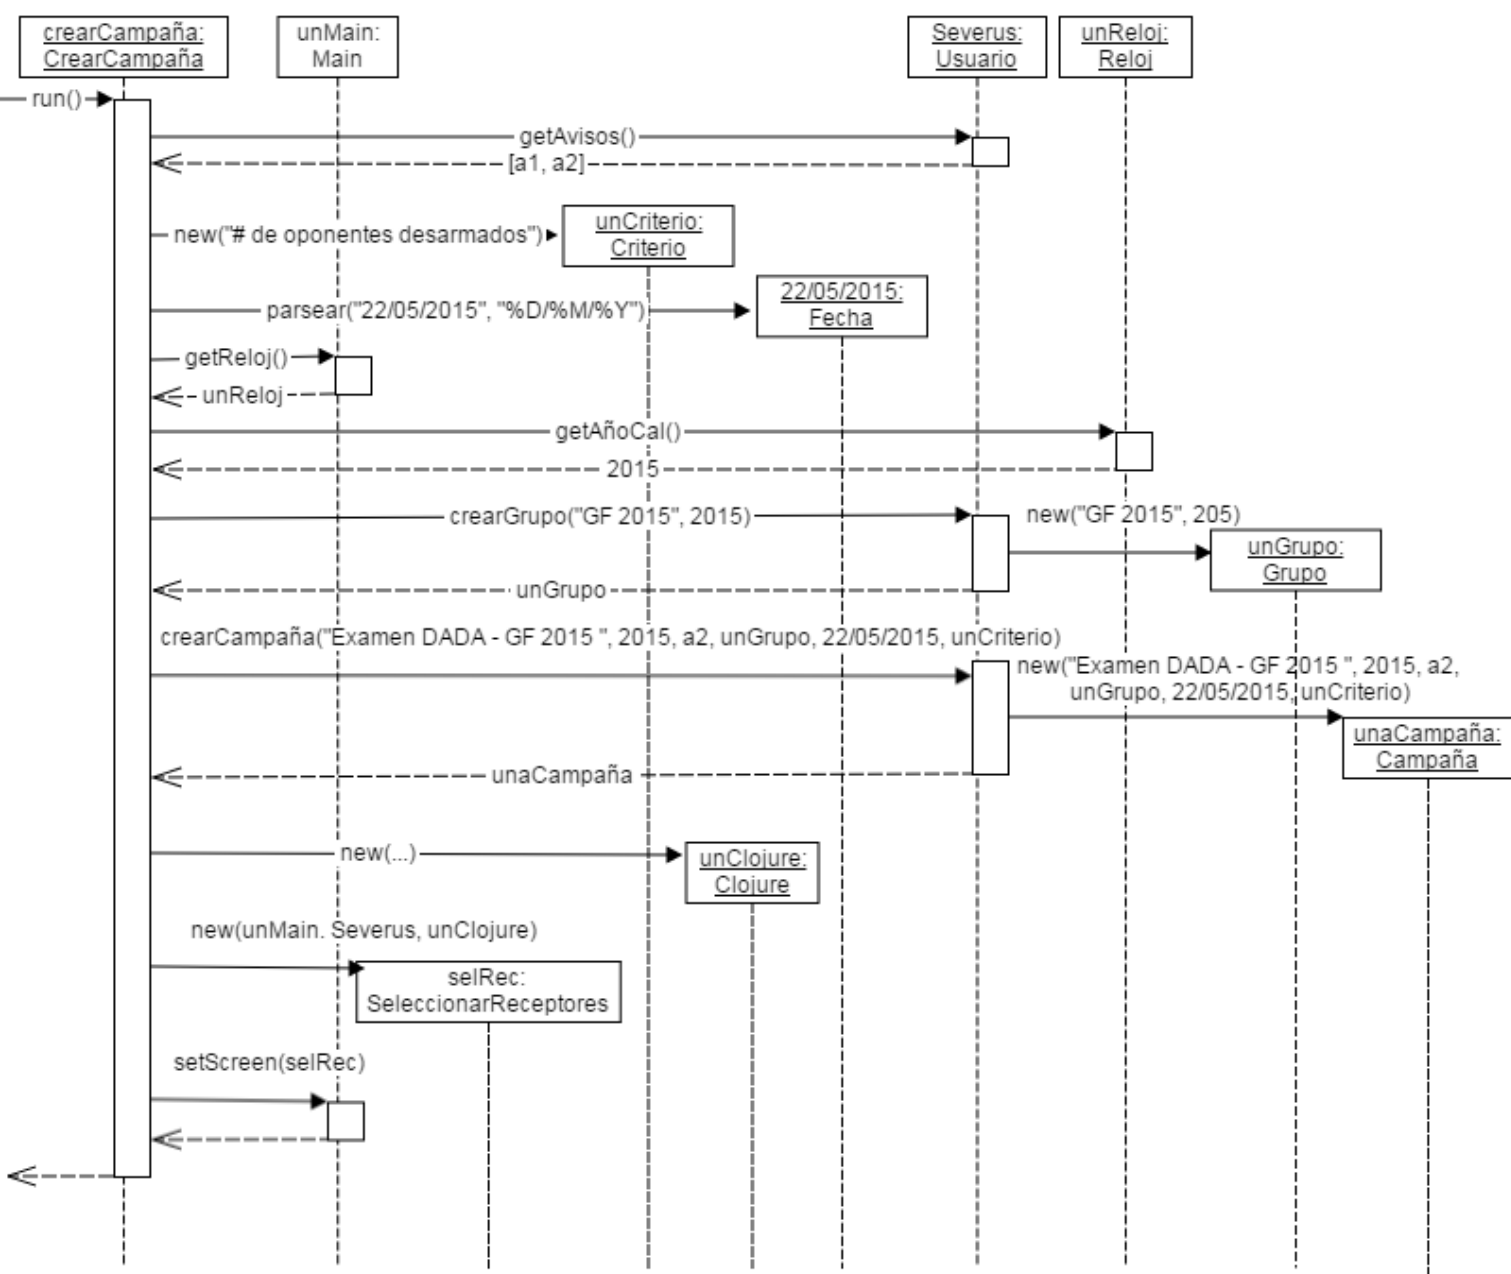 crearCampaña:
CrearCampaña
unMain:
Main
Severus:
Usuario
unReloj:
Reloj
run()
getAvisos()
[a1, a2]
new("# de oponentes desarmados")
unCriterio:
Criterio
parsear("22/05/2015", "%D/%M/%Y")
22/05/2015:
Fecha
getReloj()
unReloj
getAñoCal()
2015
crearGrupo("GF 2015", 2015)
new("GF 2015", 205)
unGrupo:
Grupo
unGrupo
crearCampaña("Examen DADA - GF 2015 ", 2015, a2, unGrupo, 22/05/2015, unCriterio)
new("Examen DADA - GF 2015 ", 2015, a2,
unGrupo, 22/05/2015, unCriterio)
unaCampaña:
Campaña
unaCampaña
new(...)
unClojure:
Clojure
new(unMain. Severus, unClojure)
selRec:
SeleccionarReceptores
setScreen(selRec)